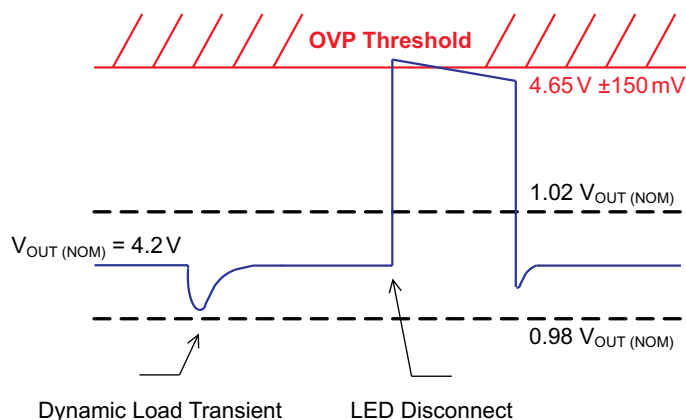 OVP Threshold
4.65 V ±150 mV
1.02 VOUT (NOM)
VOUT (NOM) = 4.2 V
0.98 VOUT (NOM)
Dynamic Load Transient
LED Disconnect